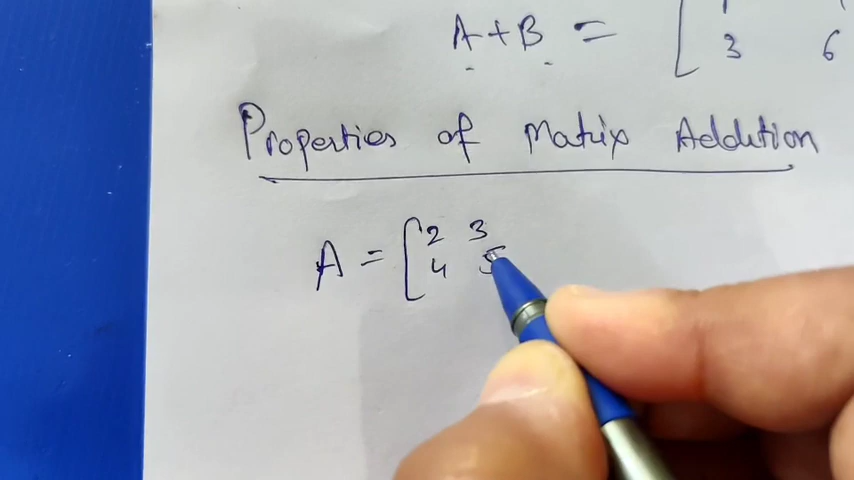 A+B = [
3 6
Properties of Matrix Addition
A = [ 2 3
4 5